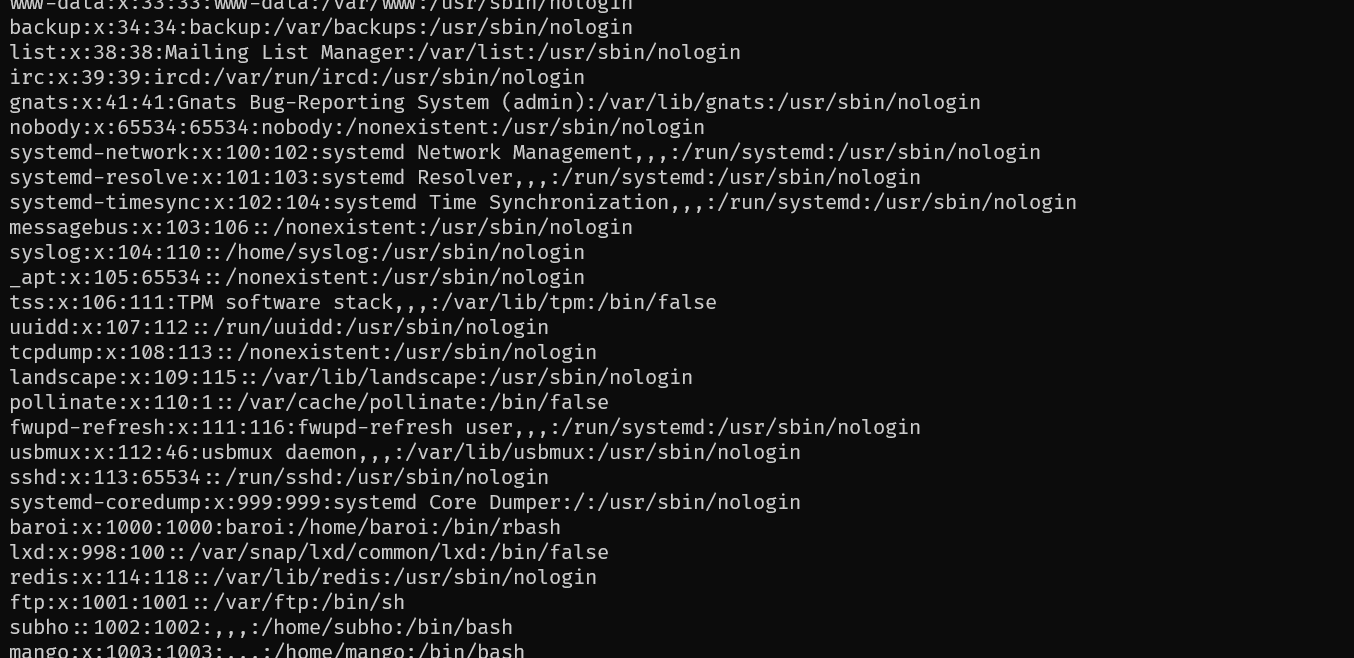 www-data:x:33:33:www-data:/var/www:/usr/sbin/nologin
backup:x:34:34:backup:/var/backups:/usr/sbin/nologin
list:x:38:38:Mailing List Manager:/var/list:/usr/sbin/nologin
irc:x:39:39:ircd:/var/run/ircd:/usr/sbin/nologin
gnats:x:41:41:Gnats Bug-Reporting System (admin):/var/lib/gnats:/usr/sbin/nologin
nobody:x:65534:65534:nobody:/nonexistent:/usr/sbin/nologin
systemd-network:x:100:102:systemd Network Management,,,:/run/systemd:/usr/sbin/nologin
systemd-resolve:x:101:103:systemd Resolver,,,:/run/systemd:/usr/sbin/nologin
systemd-timesync:x:102:104:systemd Time Synchronization,,,:/run/systemd:/usr/sbin/nologin
messagebus:x:103:106::/nonexistent:/usr/sbin/nologin
syslog:x:104:110::/home/syslog:/usr/sbin/nologin
_apt:x:105:65534::/nonexistent:/usr/sbin/nologin
tss:x:106:111:TPM software stack,,,:/var/lib/tpm:/bin/false
uuidd:x:107:112::/run/uuidd:/usr/sbin/nologin
tcpdump:x:108:113::/nonexistent:/usr/sbin/nologin
landscape:x:109:115::/var/lib/landscape:/usr/sbin/nologin
pollinate:x:110:1::/var/cache/pollinate:/bin/false
fwupd-refresh:x:111:116:fwupd-refresh user,,,:/run/systemd:/usr/sbin/nologin
usbmux:x:112:46:usbmux daemon,,,:/var/lib/usbmux:/usr/sbin/nologin
sshd:x:113:65534::/run/sshd:/usr/sbin/nologin
systemd-coredump:x:999:999:systemd Core Dumper:/:/usr/sbin/nologin
baroi:x:1000:1000:baroi:/home/baroi:/bin/rbash
lxd:x:998:100::/var/snap/lxd/common/lxd:/bin/false
redis:x:114:118::/var/lib/redis:/usr/sbin/nologin
ftp:x:1001:1001::/var/ftp:/bin/sh
subho::1002:1002:,,,:/home/subho:/bin/bash
mango:x:1003:1003:,,,:/home/mango:/bin/bash